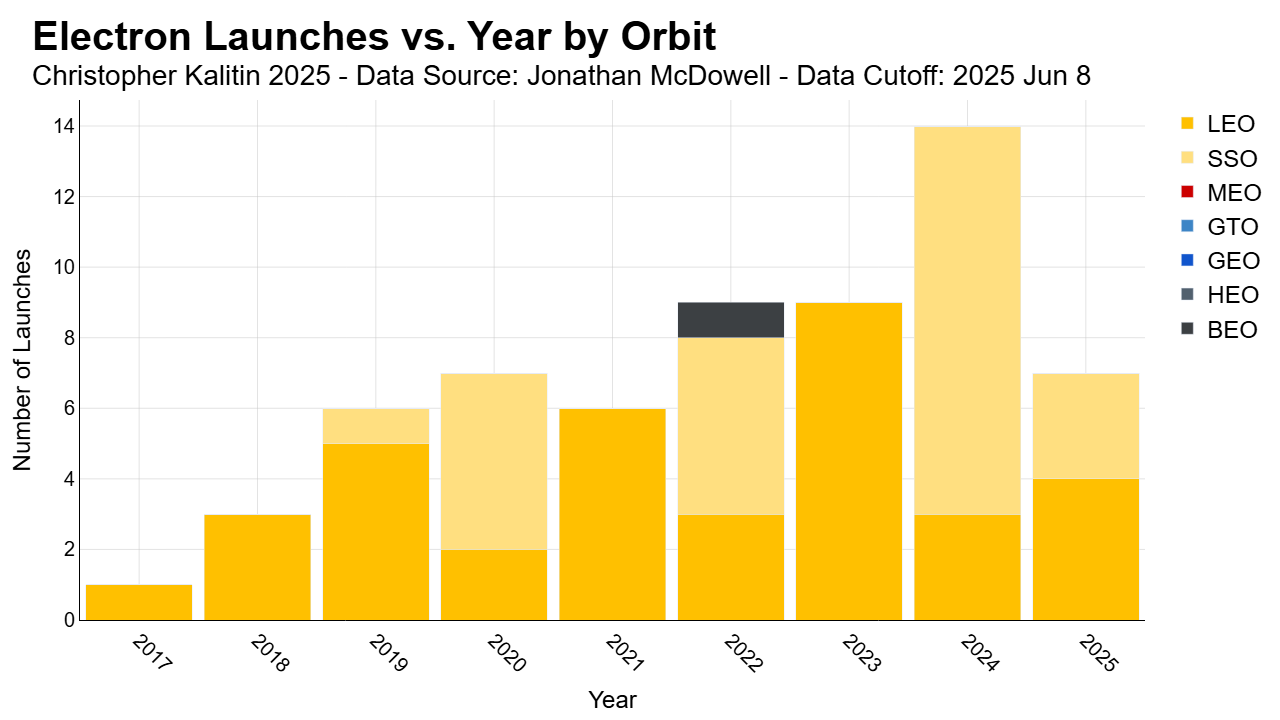 Electron Launches vs. Year by Orbit
Christopher Kalitin 2025 - Data Source: Jonathan McDowell - Data Cutoff: 2025 Jun 8
Number of Launches
14
12
10
8
6
4
2
0
2017
2018
2019
2020
2021
2022
2023
2024
2025
Year
LEO
SSO
MEO
GTO
GEO
HEO
BEO